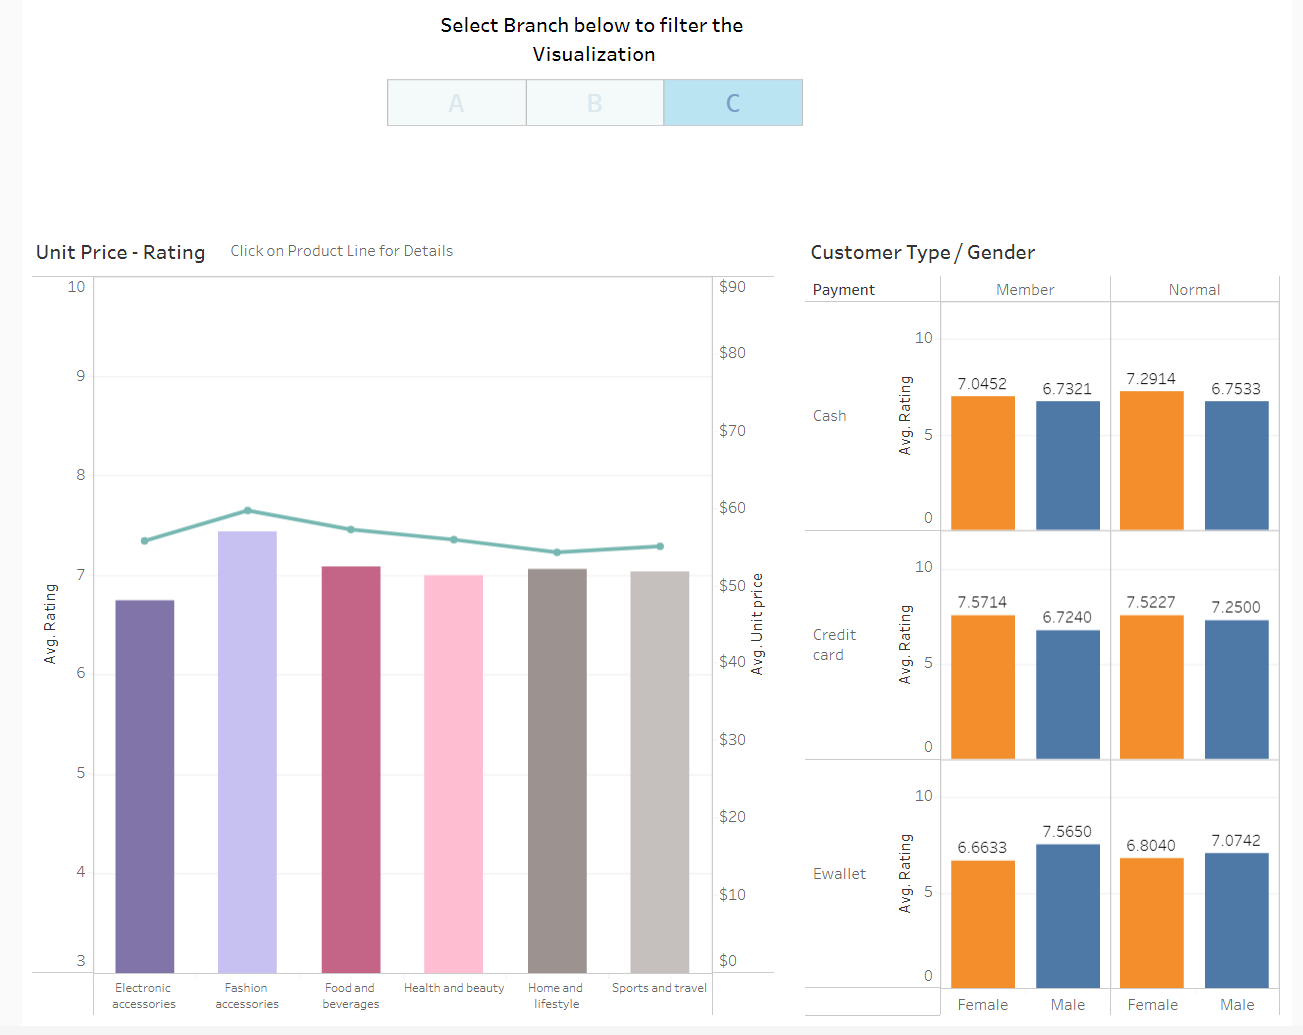 Select Branch below to filter the
Visualization
A B C
Unit Price - Rating Click on Product Line for Details
10
9
8
7
6
5
4
3
Avg. Rating
$90
$80
$70
$60
$50
$40
$30
$20
$10
$0
Avg. Unit price
Electronic
accessories
Fashion
accessories
Food and
beverages
Health and beauty
Home and
lifestyle
Sports and travel
Customer Type / Gender
Payment Member Normal
Cash
Avg. Rating
10
5
0
7.0452 6.7321 7.2914 6.7533
Credit
card
Avg. Rating
10
5
0
7.5714 6.7240 7.5227 7.2500
Ewallet
Avg. Rating
10
5
0
6.6633 7.5650 6.8040 7.0742
Female Male Female Male